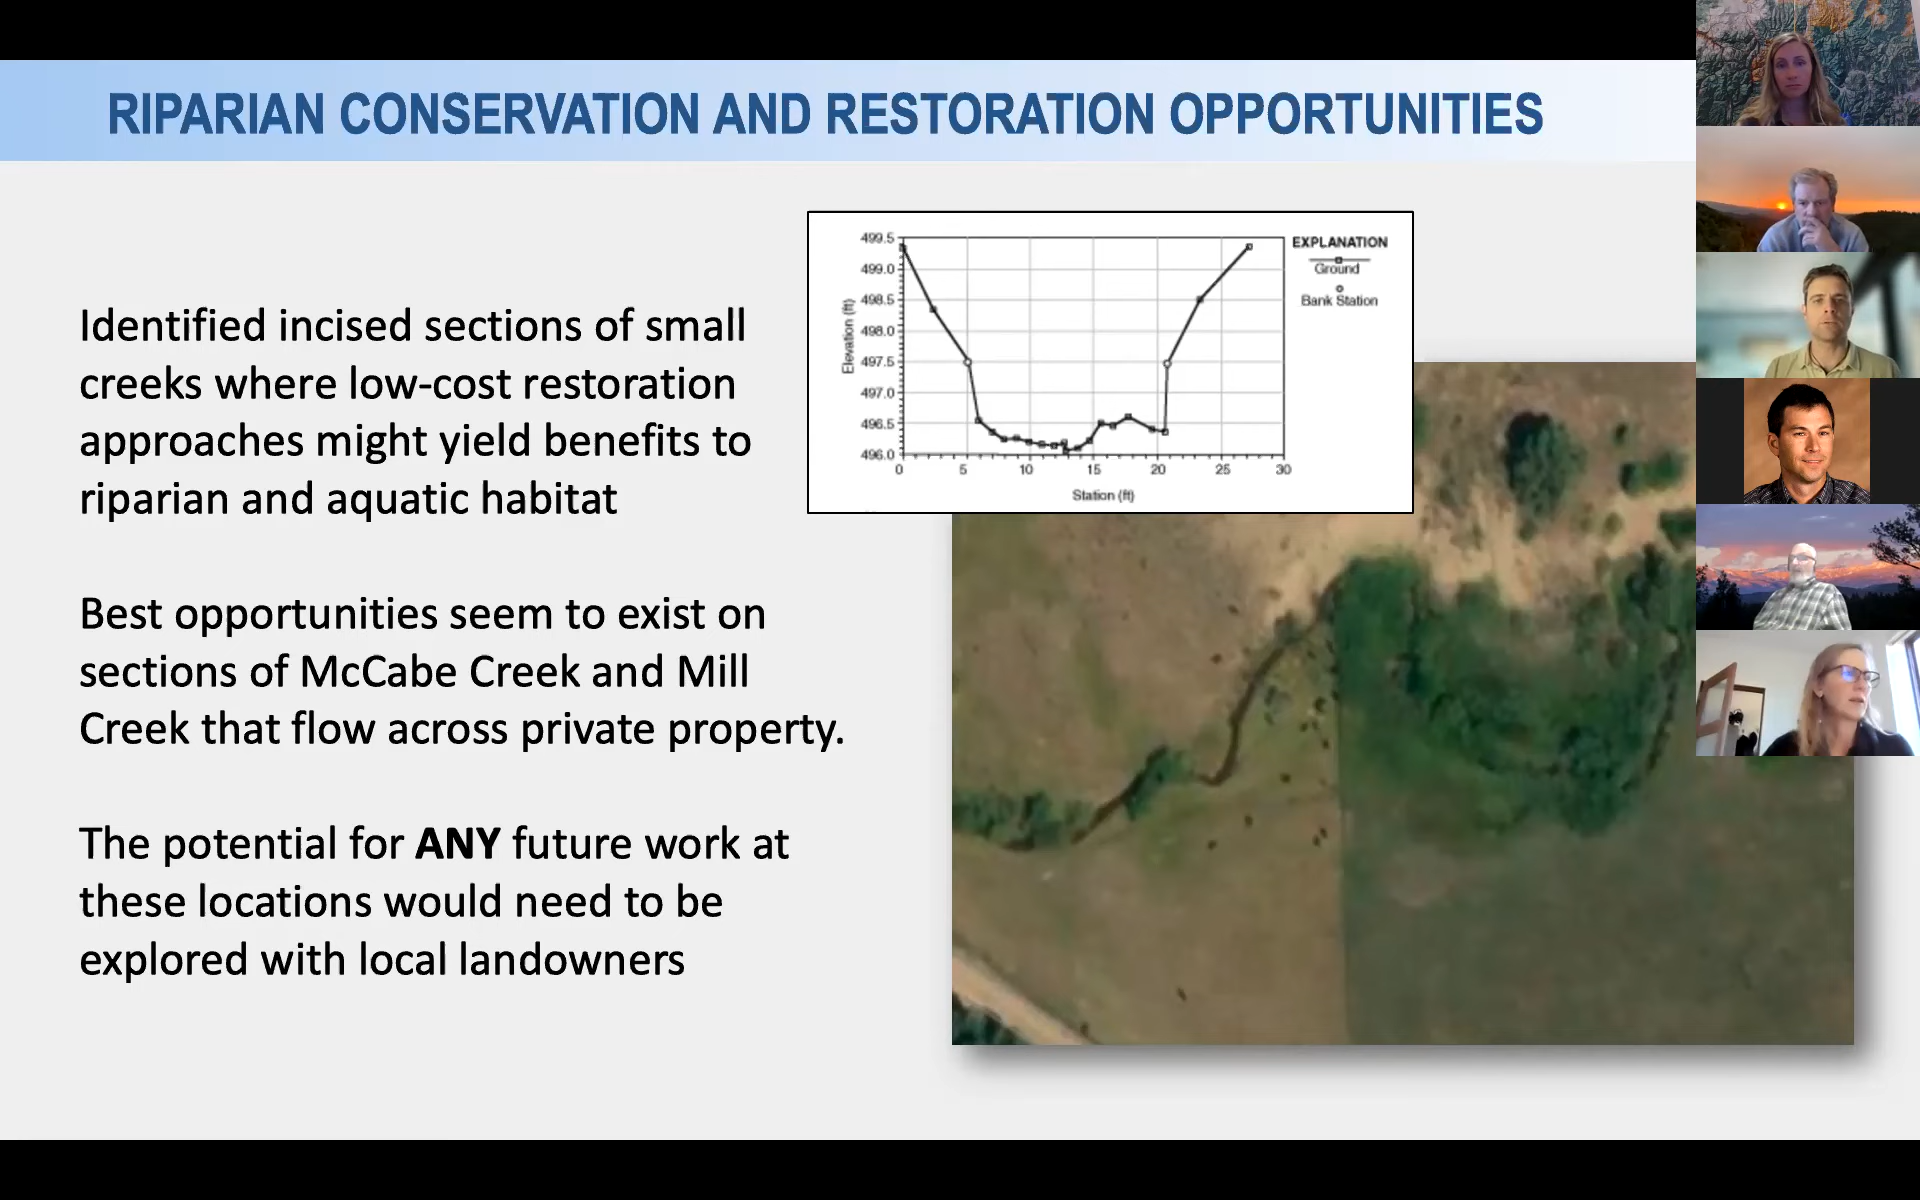 RIPARIAN CONSERVATION AND RESTORATION OPPORTUNITIES
Identified incised sections of small
creeks where low-cost restoration
approaches might yield benefits to
riparian and aquatic habitat
Best opportunities seem to exist on
sections of McCabe Creek and Mill
Creek that flow across private property.
The potential for ANY future work at
these locations would need to be
explored with local landowners
499.5
499.0
498.5
498.0
497.5
497.0
496.5
496.0
Elevation (ft)
0 5 10 15 20 25 30
Station (ft)
EXPLANATION
Ground
Bank Station